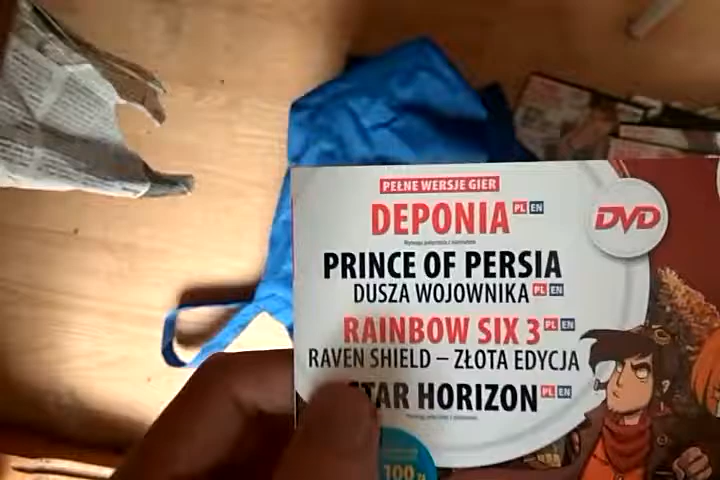 PEŁNE WERSJE GIER
DEPONIA PL EN
DVD
PRINCE OF PERSIA
DUSZA WOJOWNIKA PL EN
RAINBOW SIX 3 PL EN
RAVEN SHIELD – ZŁOTA EDYCJA
STAR HORIZON PL EN
100